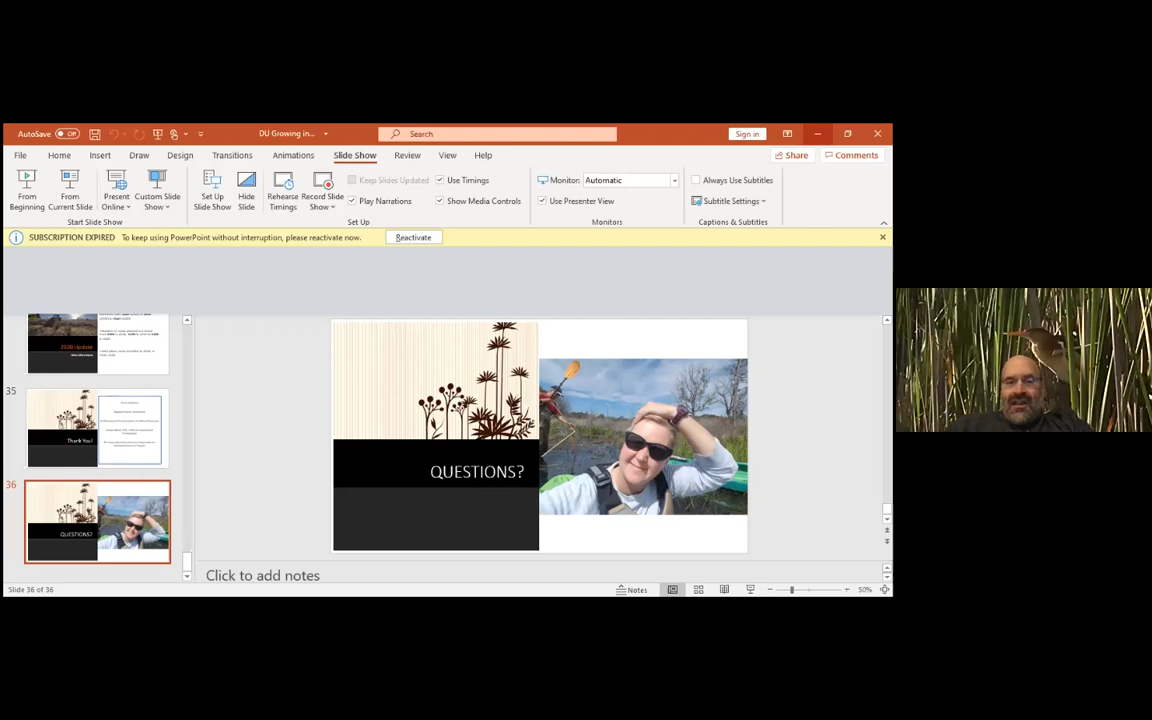 AutoSave Off DU Growing in... Search Sign in
File Home Insert Draw Design Transitions Animations Slide Show Review View Help Share Comments
From Beginning
From Current Slide
Present Online
Custom Slide Show
Start Slide Show
Set Up Slide Show
Hide Slide
Rehearse Timings
Record Slide Show
Keep Slides Updated
Play Narrations
Use Timings
Show Media Controls
Set Up
Monitor: Automatic
Use Presenter View
Monitors
Always Use Subtitles
Subtitle Settings
Captions & Subtitles
SUBSCRIPTION EXPIRED To keep using PowerPoint without interruption, please reactivate now. Reactivate
2020 Update
35
Thank You!
36
QUESTIONS?
QUESTIONS?
Click to add notes
Slide 36 of 36 Notes 50%